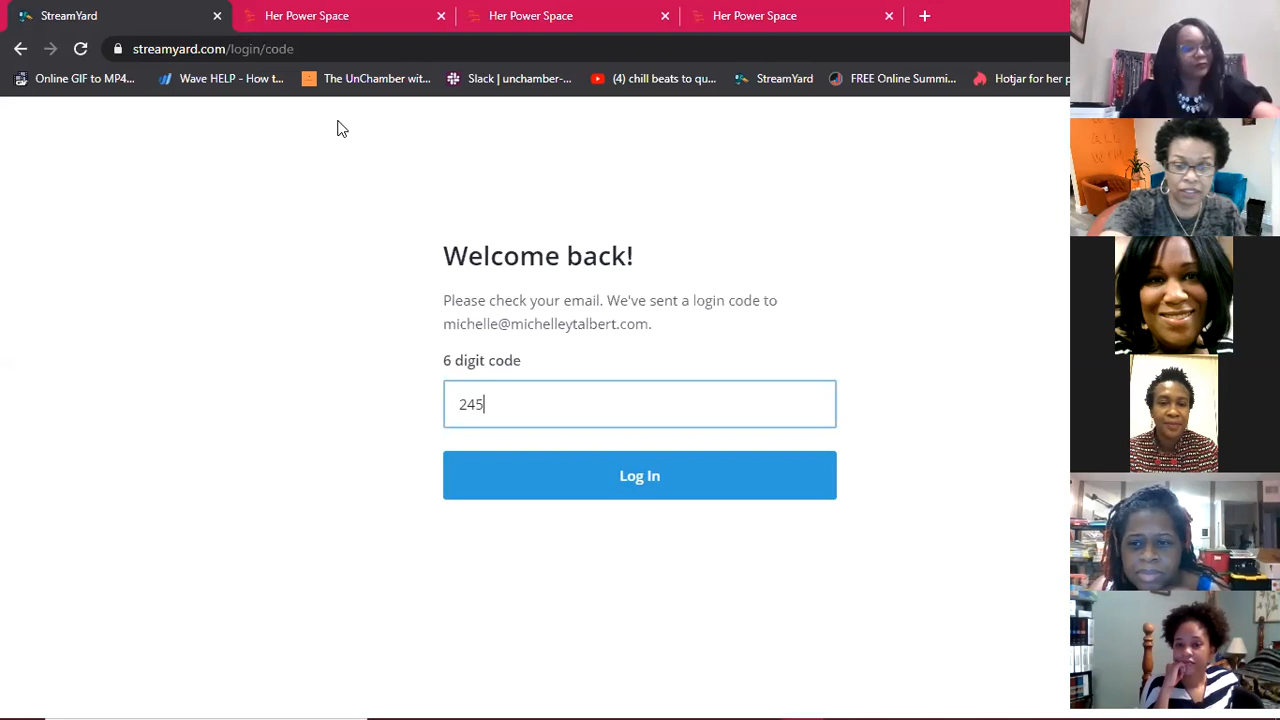 StreamYard
Her Power Space
Her Power Space
Her Power Space
streamyard.com/login/code
Online GIF to MP4...
Wave HELP - How t...
The UnChamber wit...
Slack | unchamber-...
(4) chill beats to qu...
StreamYard
FREE Online Summi...
Hotjar for her p
Welcome back!
Please check your email. We've sent a login code to
michelle@michelleytalbert.com.
6 digit code
245
Log In